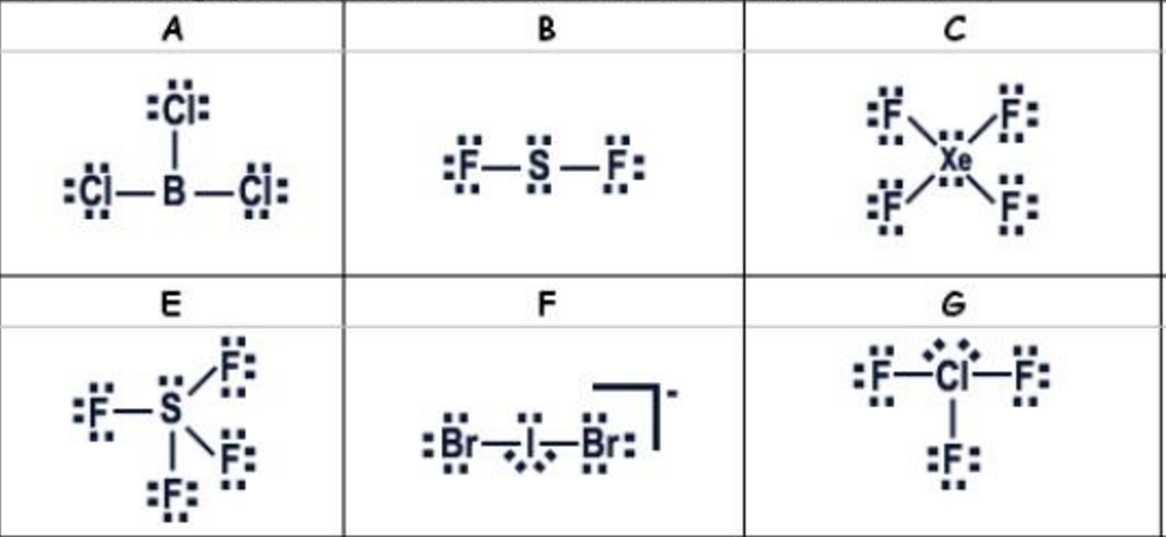 A B C
Cl
Cl B Cl
F S F
F F
Xe
F F
E F G
F
F S
F
F
Br I Br -
F Cl F
F